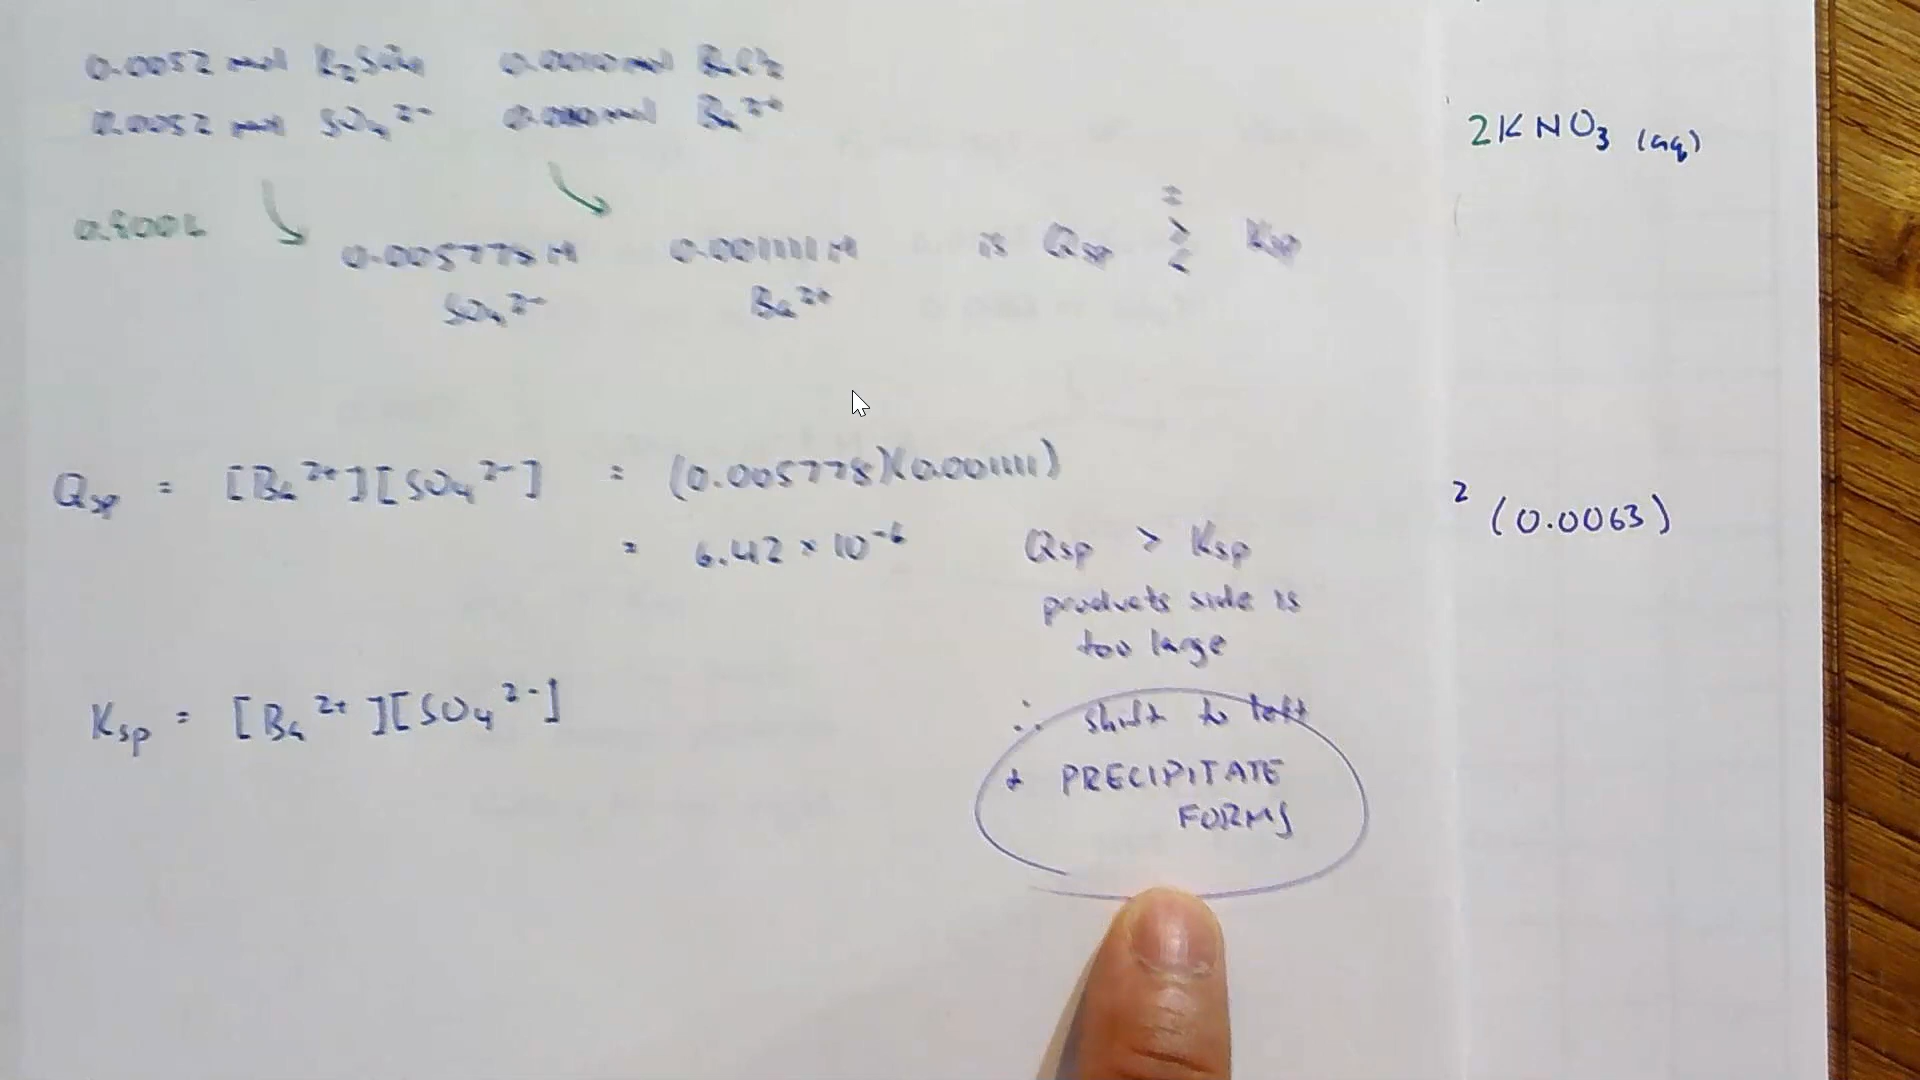 0.0052 mol K₂SO₄ 0.0010 mol BaCl₂
0.0052 mol SO₄²⁻ 0.0010 mol Ba²⁺
2KNO₃ (aq)
0.005778 M 0.001111 M is Qsp = > < Ksp
SO₄²⁻ Ba²⁺
Qsp = [Ba²⁺][SO₄²⁻] = (0.005778)(0.001111)
2 (0.0063)
= 6.42 × 10⁻⁶ Qsp > Ksp
products side is
too large
Ksp = [Ba²⁺][SO₄²⁻]
∴ shift to left
+ PRECIPITATE
FORMS